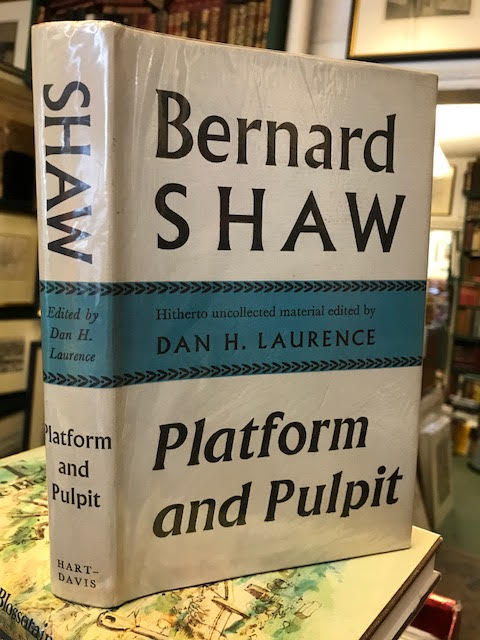 SHAW
Edited by
Dan H.
Laurence
Platform
and
Pulpit
HART-
DAVIS
Bernard
SHAW
Hitherto uncollected material edited by
DAN H. LAURENCE
Platform
and Pulpit